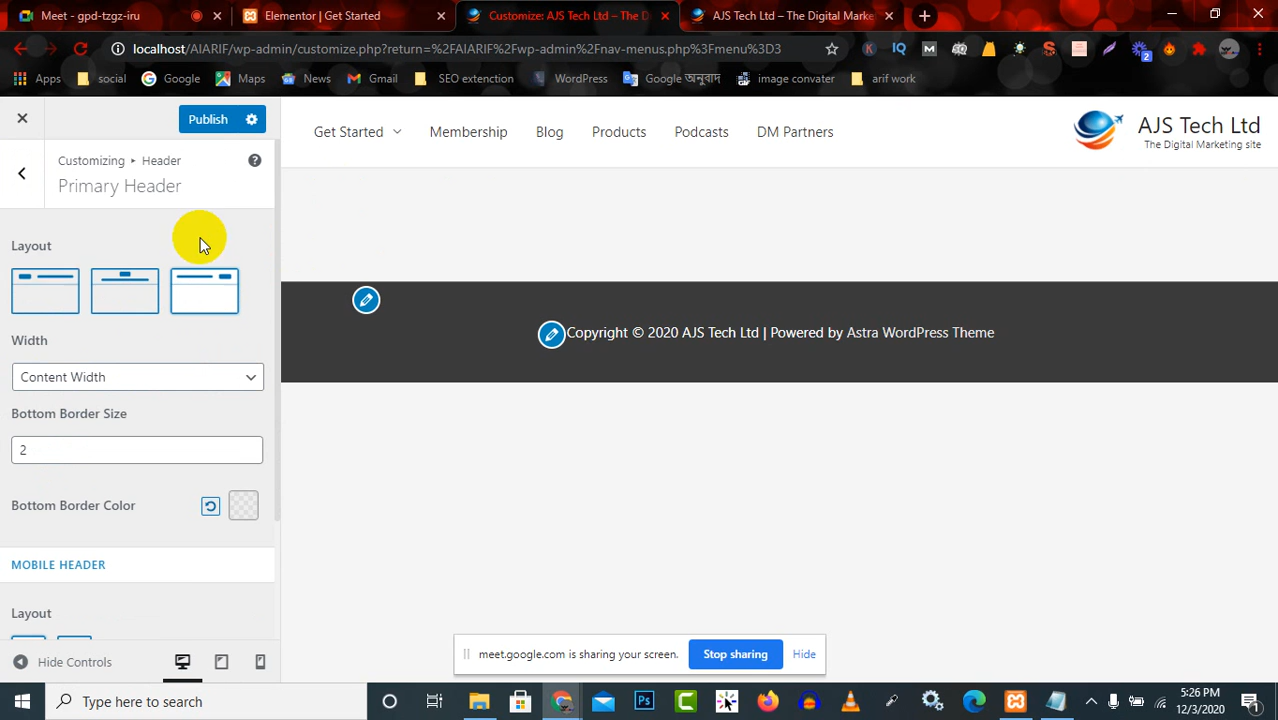 Meet - gpd-tzgz-iru
Elementor | Get Started
Customize: AJS Tech Ltd – The D
AJS Tech Ltd – The Digital Marke
localhost/AIARIF/wp-admin/customize.php?return=%2FAIARIF%2Fwp-admin%2Fnav-menus.php%3Fmenu%3D3
Apps
social
Google
Maps
News
Gmail
SEO extenction
WordPress
Google অনুবাদ
image convater
arif work
Publish
Customizing ▸ Header
Primary Header
Layout
Width
Content Width
Bottom Border Size
2
Bottom Border Color
MOBILE HEADER
Layout
Hide Controls
Get Started
Membership
Blog
Products
Podcasts
DM Partners
AJS Tech Ltd
The Digital Marketing site
Copyright © 2020 AJS Tech Ltd | Powered by Astra WordPress Theme
meet.google.com is sharing your screen.
Stop sharing
Hide
Type here to search
5:26 PM
12/3/2020